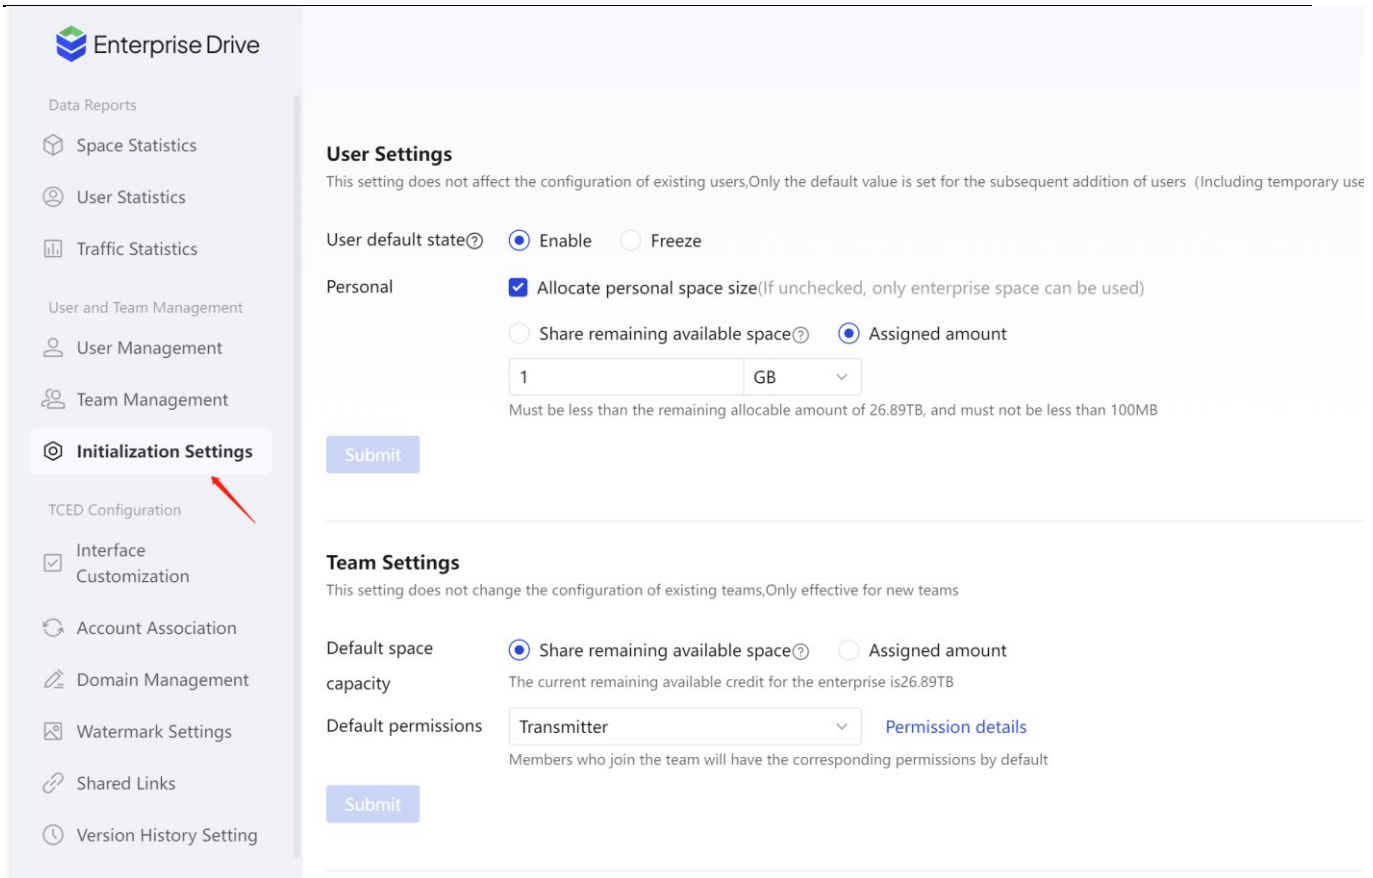 Enterprise Drive
Data Reports
Space Statistics
User Statistics
Traffic Statistics
User and Team Management
User Management
Team Management
Initialization Settings
TCED Configuration
Interface
Customization
Account Association
Domain Management
Watermark Settings
Shared Links
Version History Setting
User Settings
This setting does not affect the configuration of existing users,Only the default value is set for the subsequent addition of users (Including temporary use
User default state? Enable Freeze
Personal Allocate personal space size(If unchecked, only enterprise space can be used)
Share remaining available space? Assigned amount
1 GB
Must be less than the remaining allocable amount of 26.89TB, and must not be less than 100MB
Submit
Team Settings
This setting does not change the configuration of existing teams,Only effective for new teams
Default space
capacity
Share remaining available space? Assigned amount
The current remaining available credit for the enterprise is26.89TB
Default permissions Transmitter Permission details
Members who join the team will have the corresponding permissions by default
Submit